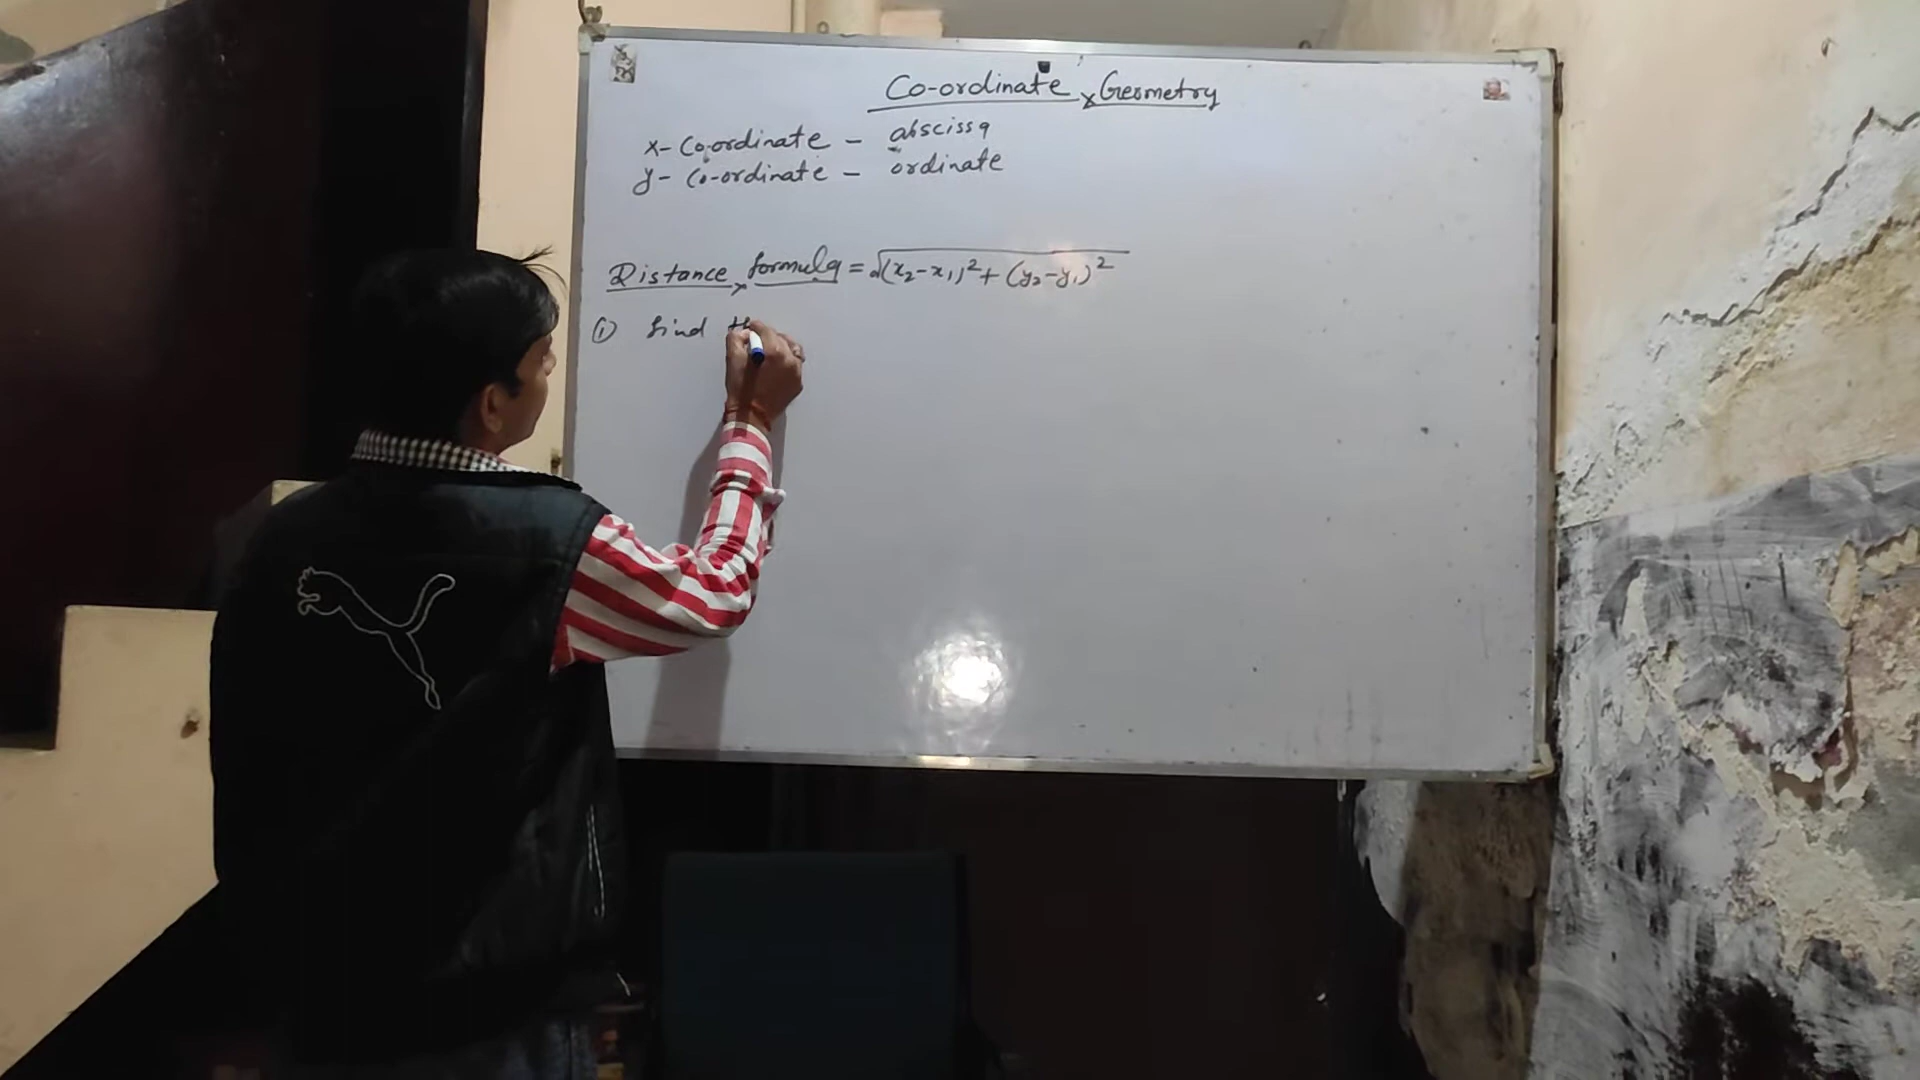 Co-ordinate Geometry
x- Co-ordinate - abscissa
y- Co-ordinate - ordinate
Distance formula = √(x₂-x₁)² + (y₂-y₁)²
① find th